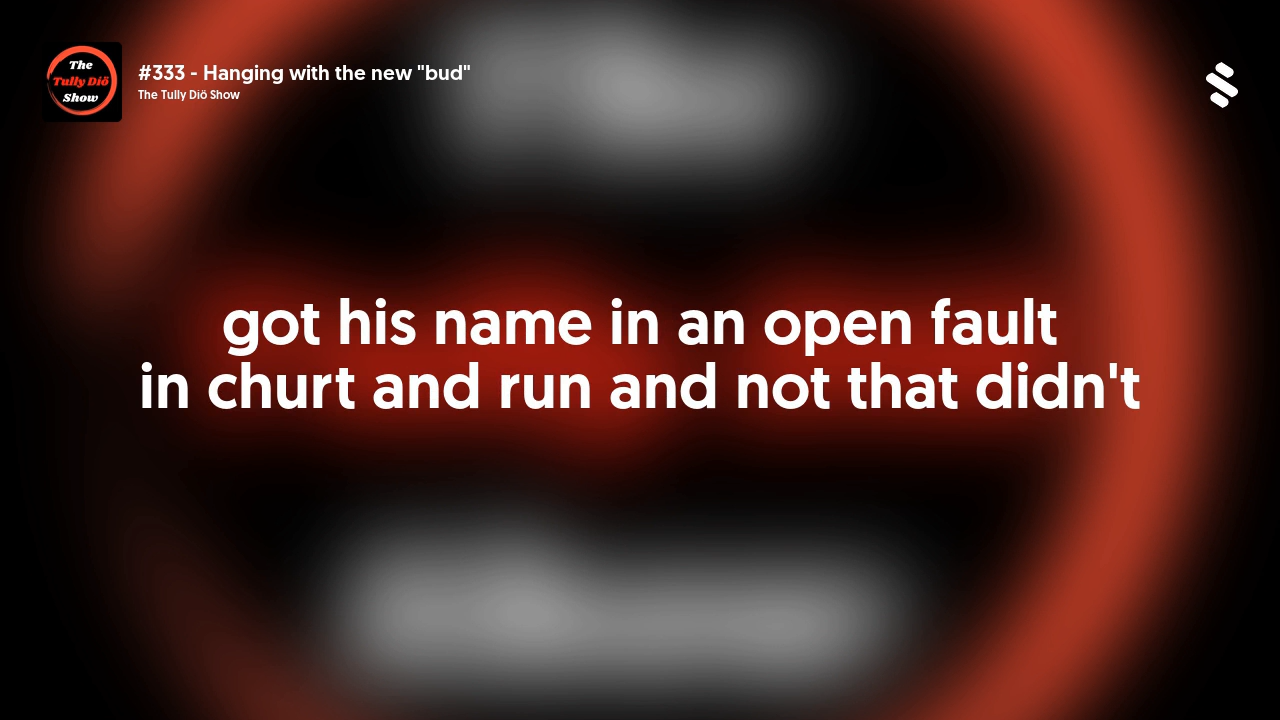 The
Tully Diö
Show
#333 - Hanging with the new "bud"
The Tully Diö Show
got his name in an open fault
in churt and run and not that didn't